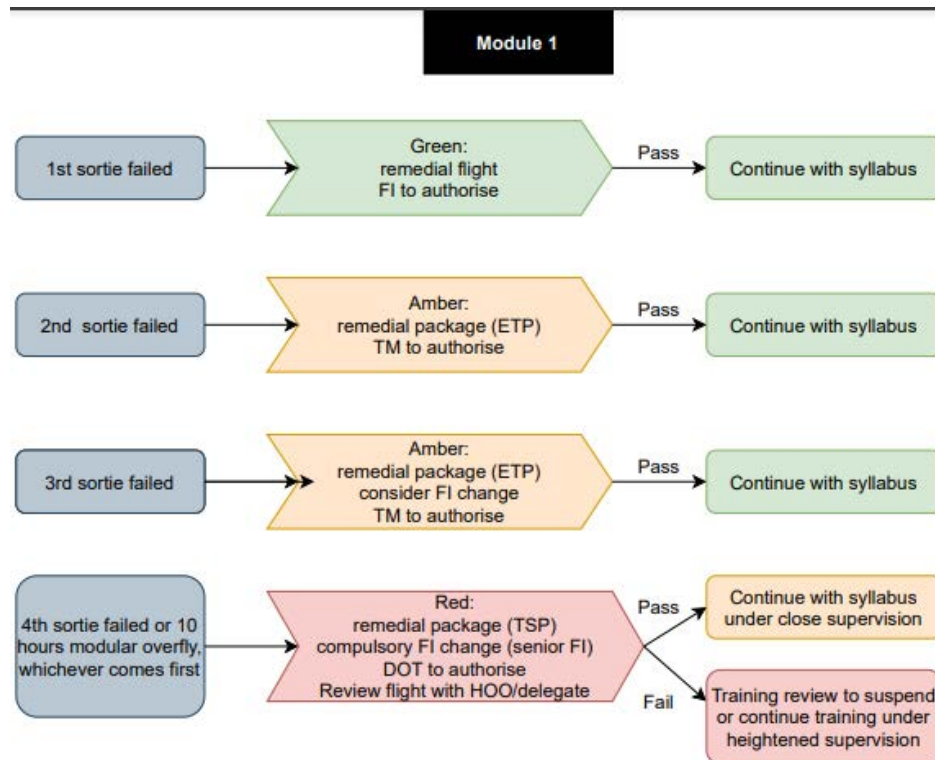 Module 1
1st sortie failed
Green:
remedial flight
FI to authorise
Pass
Continue with syllabus
2nd sortie failed
Amber:
remedial package (ETP)
TM to authorise
Pass
Continue with syllabus
3rd sortie failed
Amber:
remedial package (ETP)
consider FI change
TM to authorise
Pass
Continue with syllabus
4th sortie failed or 10
hours modular overfly,
whichever comes first
Red:
remedial package (TSP)
compulsory FI change (senior FI)
DOT to authorise
Review flight with HOO/delegate
Pass
Continue with syllabus
under close supervision
Fail
Training review to suspend
or continue training under
heightened supervision